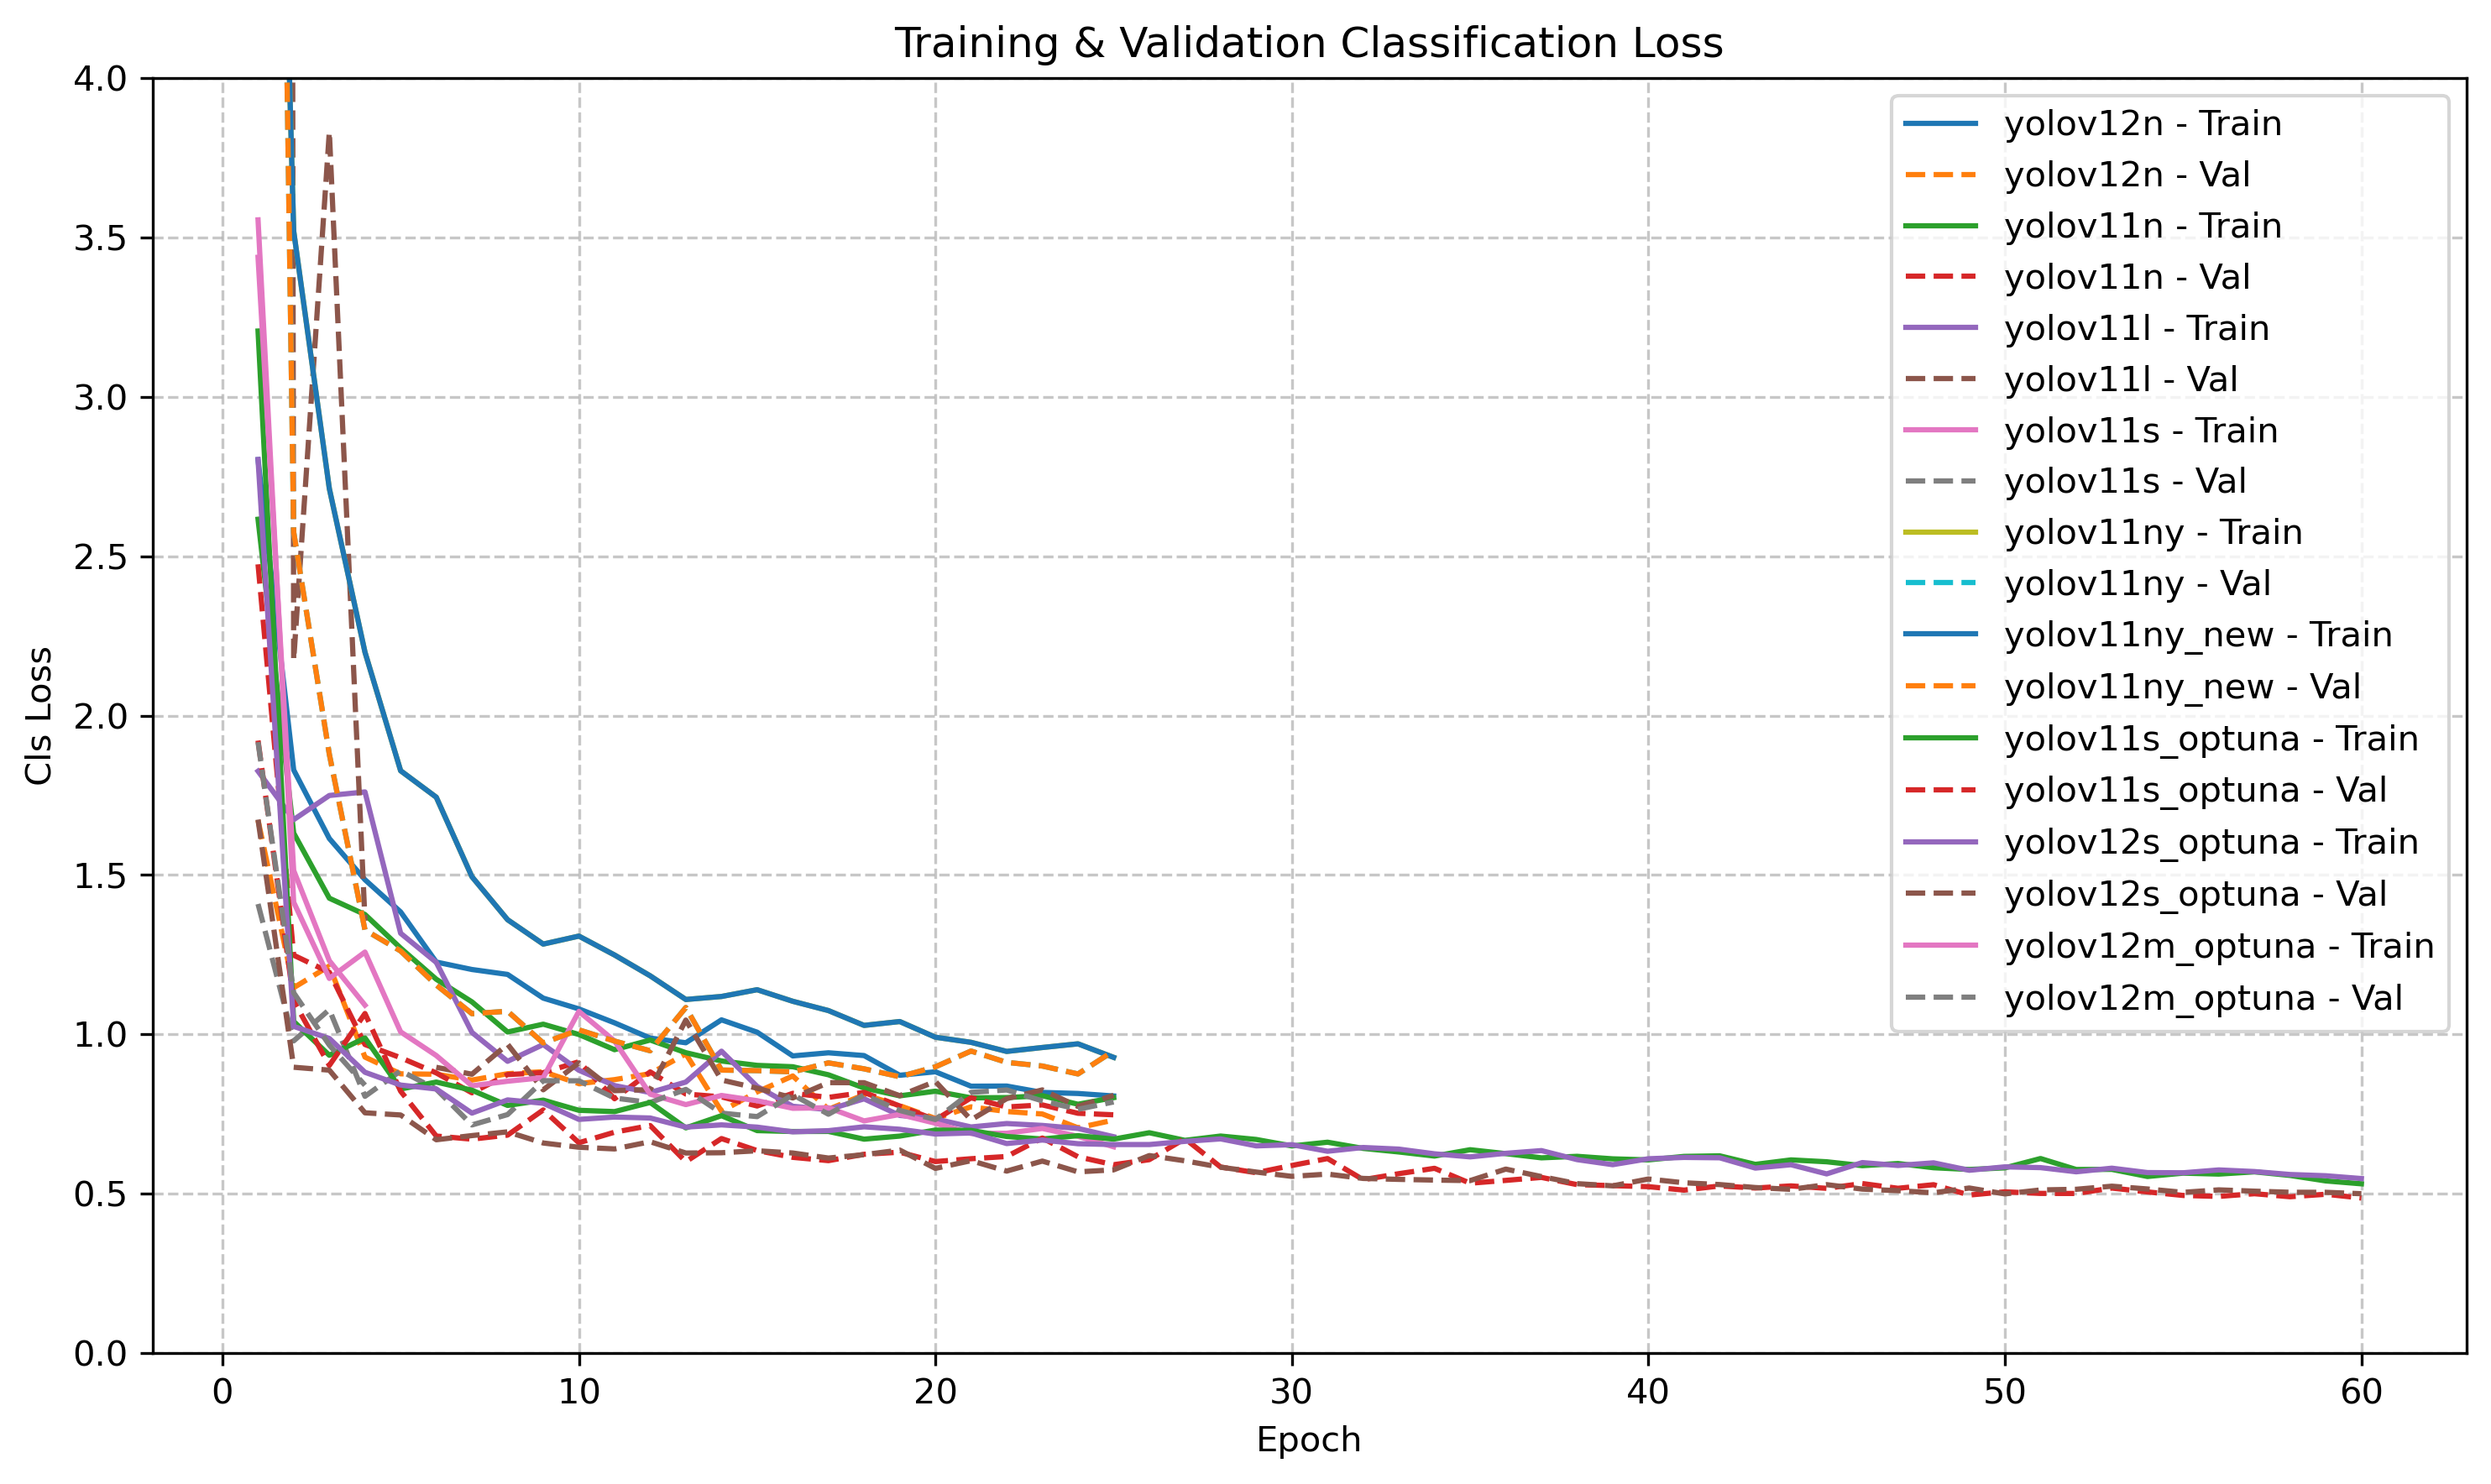 Training & Validation Classification Loss
4.0
3.5
3.0
2.5
2.0
1.5
1.0
0.5
0.0
Cls Loss
0
10
20
30
40
50
60
Epoch
yolov12n - Train
yolov12n - Val
yolov11n - Train
yolov11n - Val
yolov11l - Train
yolov11l - Val
yolov11s - Train
yolov11s - Val
yolov11ny - Train
yolov11ny - Val
yolov11ny_new - Train
yolov11ny_new - Val
yolov11s_optuna - Train
yolov11s_optuna - Val
yolov12s_optuna - Train
yolov12s_optuna - Val
yolov12m_optuna - Train
yolov12m_optuna - Val